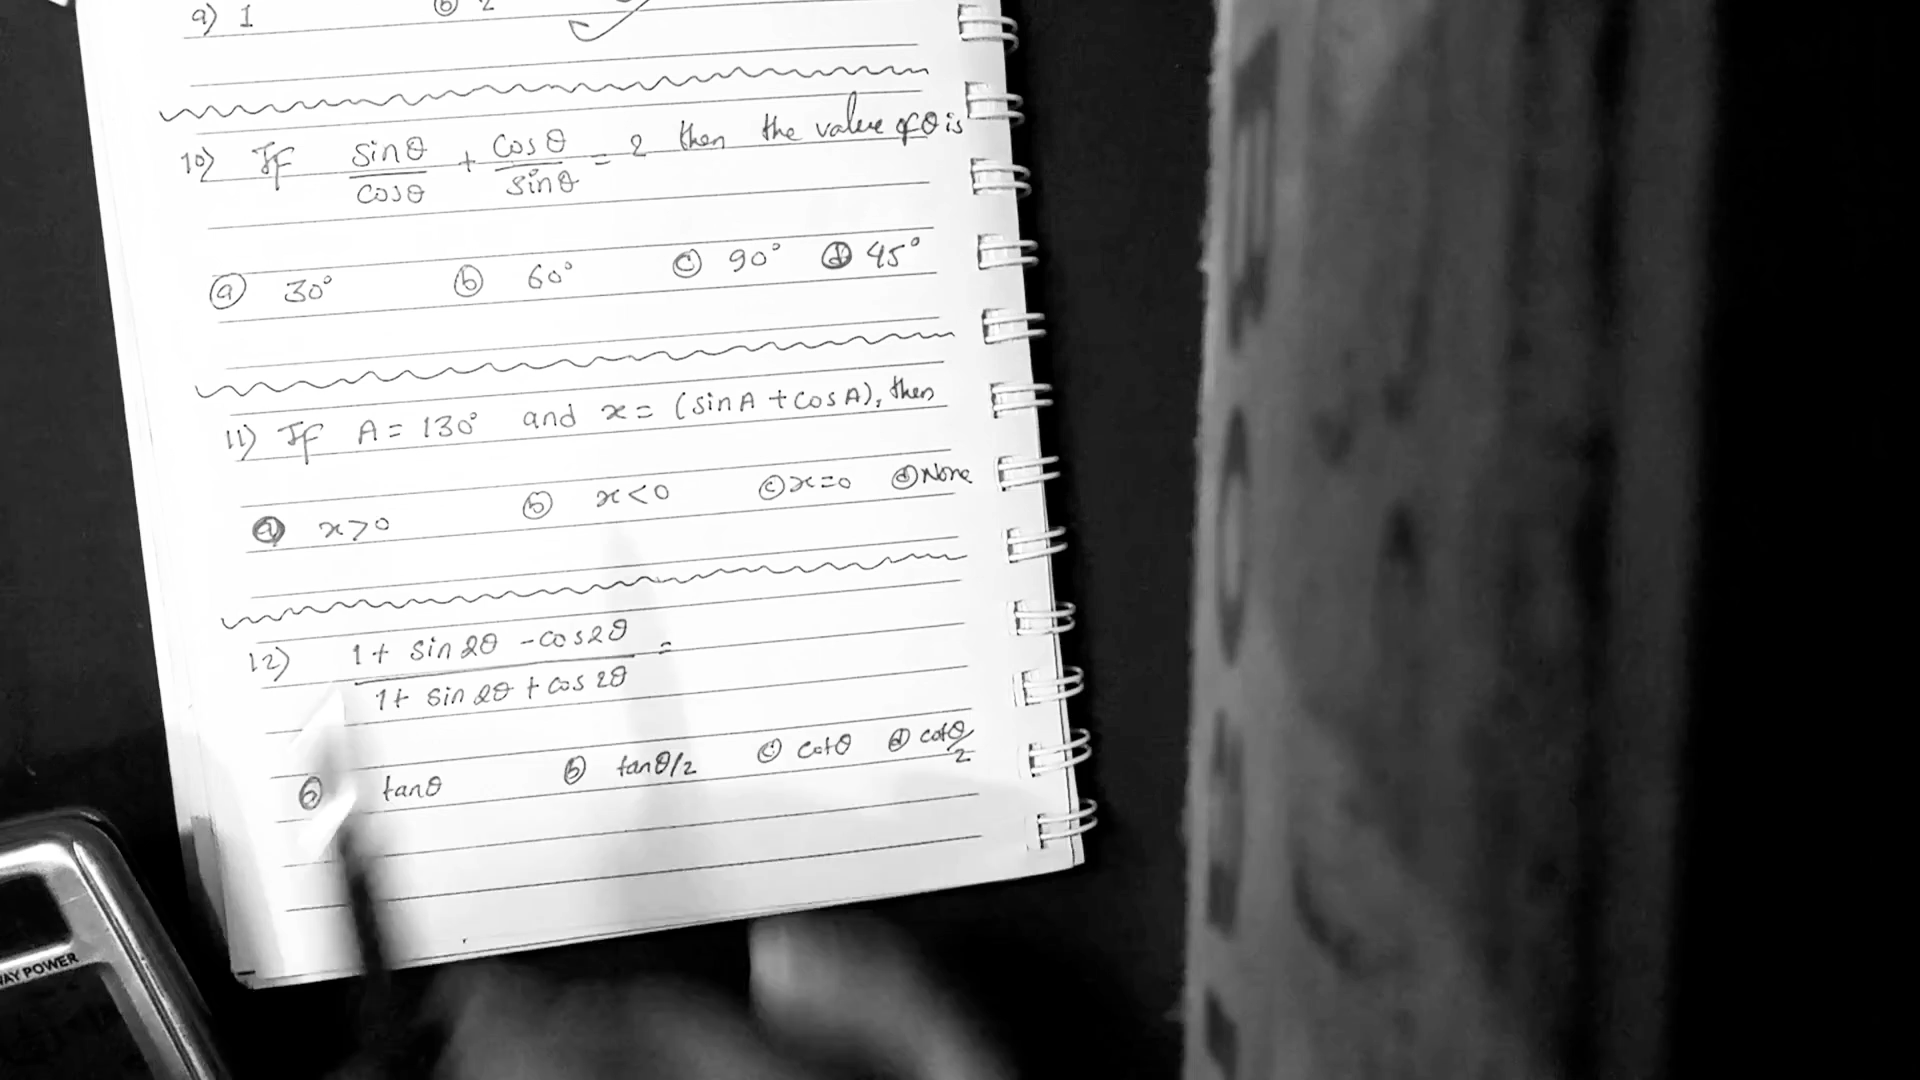 9) 1 ⓑ 2
10) If sinθ/cosθ + cosθ/sinθ = 2 then the value of θ is
ⓐ 30° ⓑ 60° ⓒ 90° ⓓ 45°
11) If A = 130° and x = (sinA + cosA), then
ⓐ x>0 ⓑ x<0 ⓒ x=0 ⓓ None
12) 1+ sin2θ -cos2θ / 1+ sin2θ + cos2θ =
ⓐ tanθ ⓑ tanθ/2 ⓒ cotθ ⓓ cotθ/2
WAY POWER